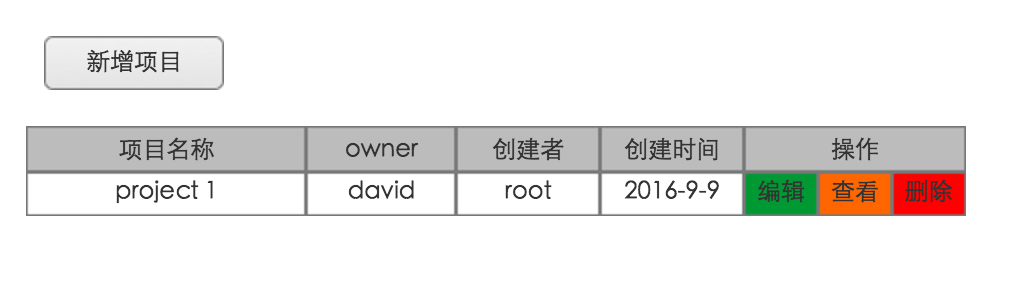 新增项目
项目名称 owner 创建者 创建时间 操作
project 1 david root 2016-9-9 编辑 查看 删除